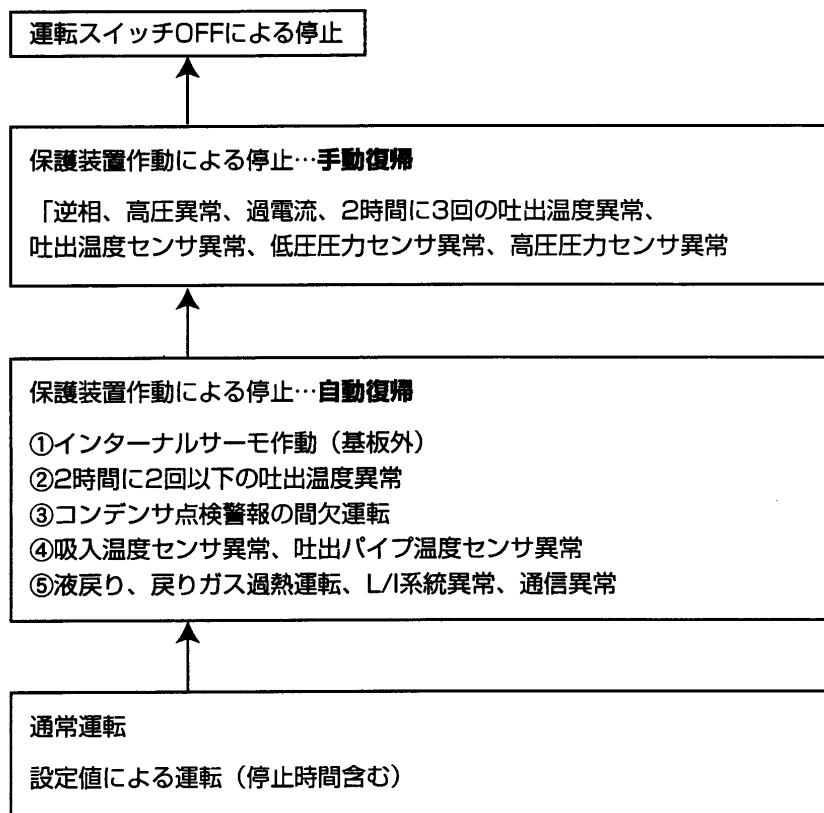 運転スイッチOFFによる停止
保護装置作動による停止…手動復帰
「逆相、高圧異常、過電流、2時間に3回の吐出温度異常、
吐出温度センサ異常、低圧圧力センサ異常、高圧圧力センサ異常
保護装置作動による停止…自動復帰
①インターナルサーモ作動（基板外）
②2時間に2回以下の吐出温度異常
③コンデンサ点検警報の間欠運転
④吸入温度センサ異常、吐出パイプ温度センサ異常
⑤液戻り、戻りガス過熱運転、L/I系統異常、通信異常
通常運転
設定値による運転（停止時間含む）